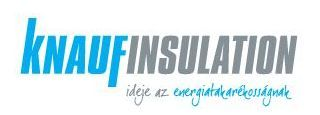 KNAUFINSULATION
ideje az energiatakarékosságnak